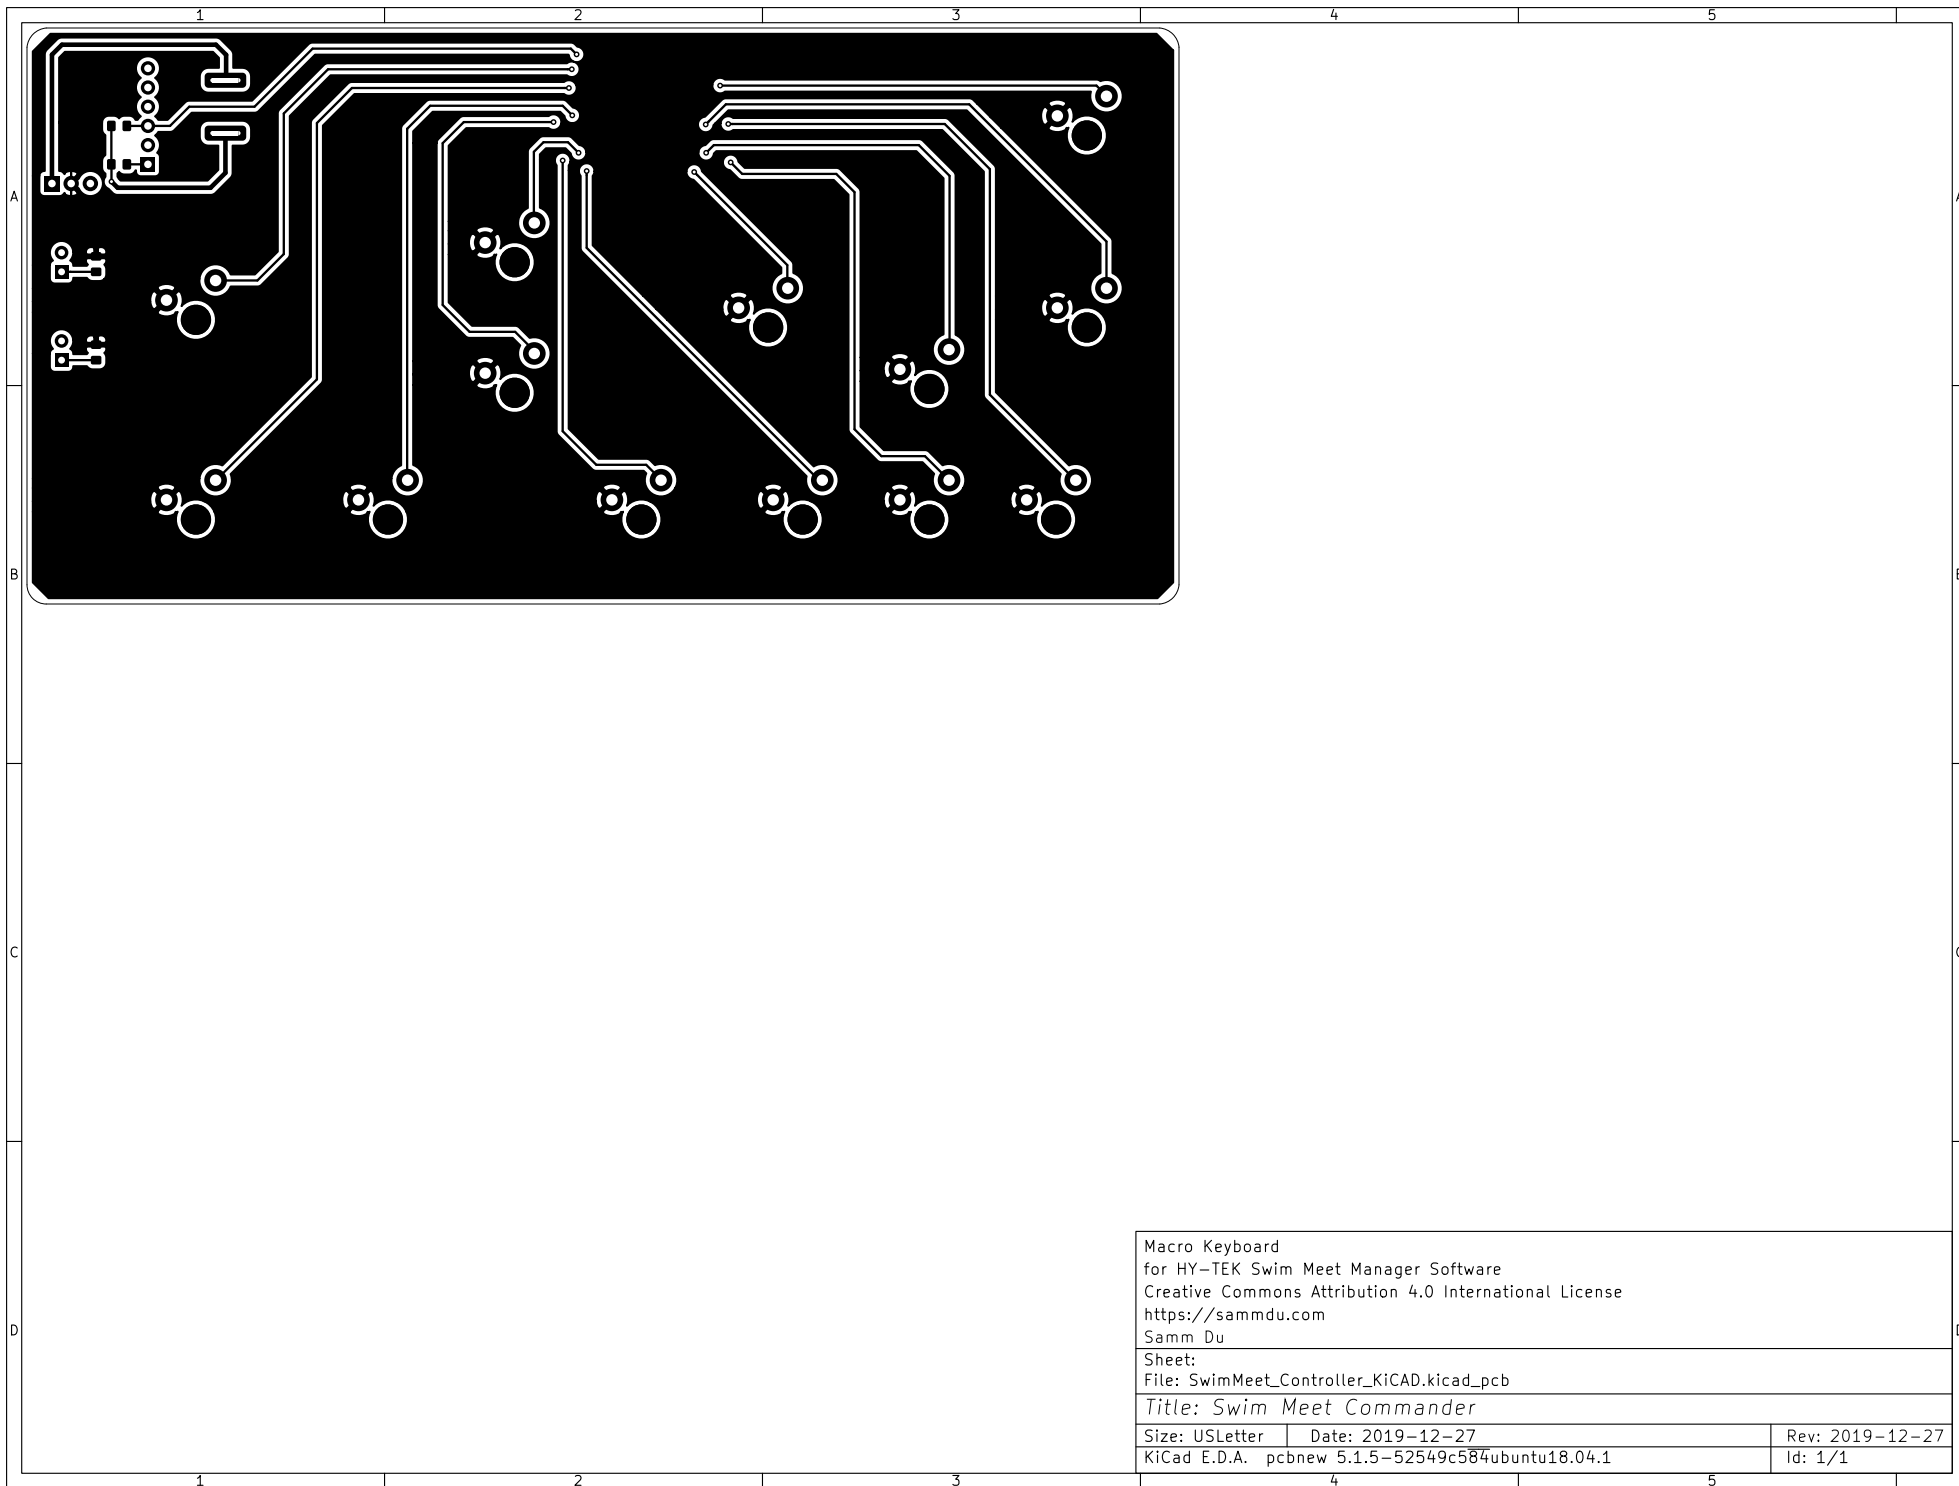 1 2 3 4 5
A A
B B
C C
Macro Keyboard
for HY-TEK Swim Meet Manager Software
Creative Commons Attribution 4.0 International License
https://sammdu.com
D Samm Du D
Sheet:
File: SwimMeet_Controller_KiCAD.kicad_pcb
Title: Swim Meet Commander
Size: USLetter Date: 2019-12-27 Rev: 2019-12-27
KiCad E.D.A. pcbnew 5.1.5-52549c584ubuntu18.04.1 Id: 1/1
1 2 3 4 5